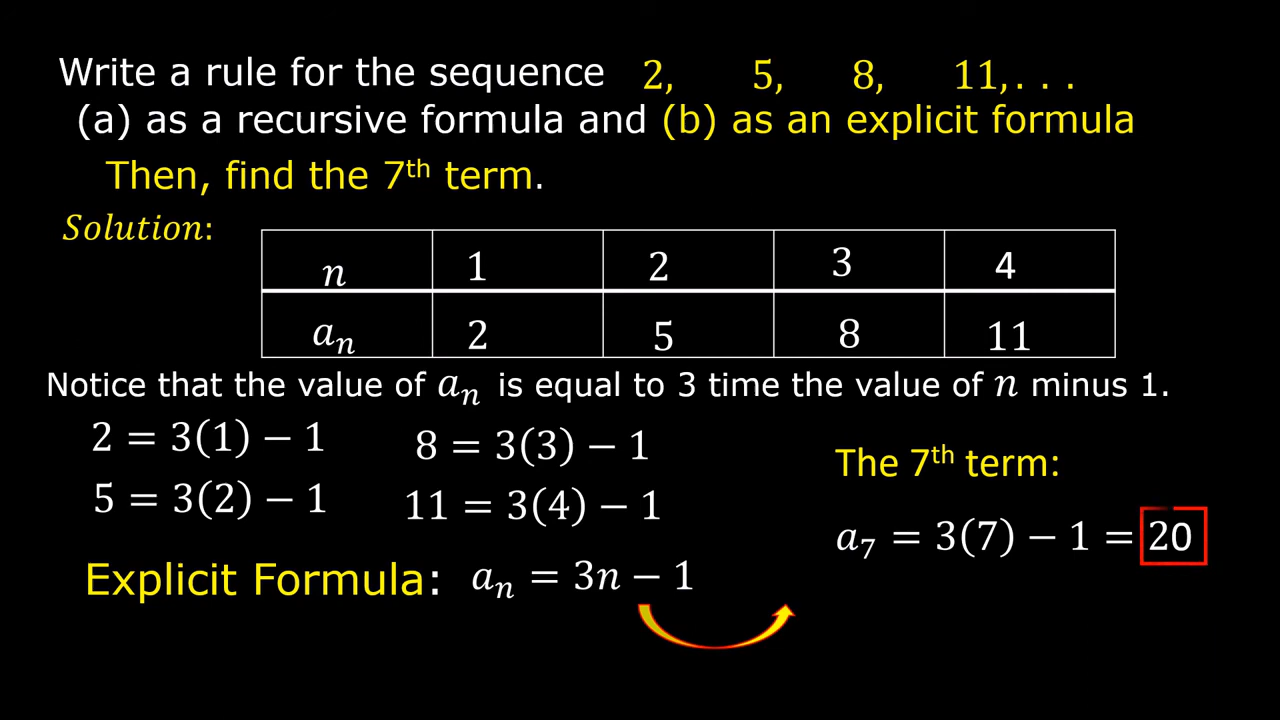 Write a rule for the sequence 2, 5, 8, 11, . . .
(a) as a recursive formula and (b) as an explicit formula
Then, find the 7th term.
Solution:
n 1 2 3 4
aₙ 2 5 8 11
Notice that the value of aₙ is equal to 3 time the value of n minus 1.
2 = 3(1) − 1
5 = 3(2) − 1
8 = 3(3) − 1
11 = 3(4) − 1
Explicit Formula: aₙ = 3n − 1
The 7th term:
a₇ = 3(7) − 1 = 20